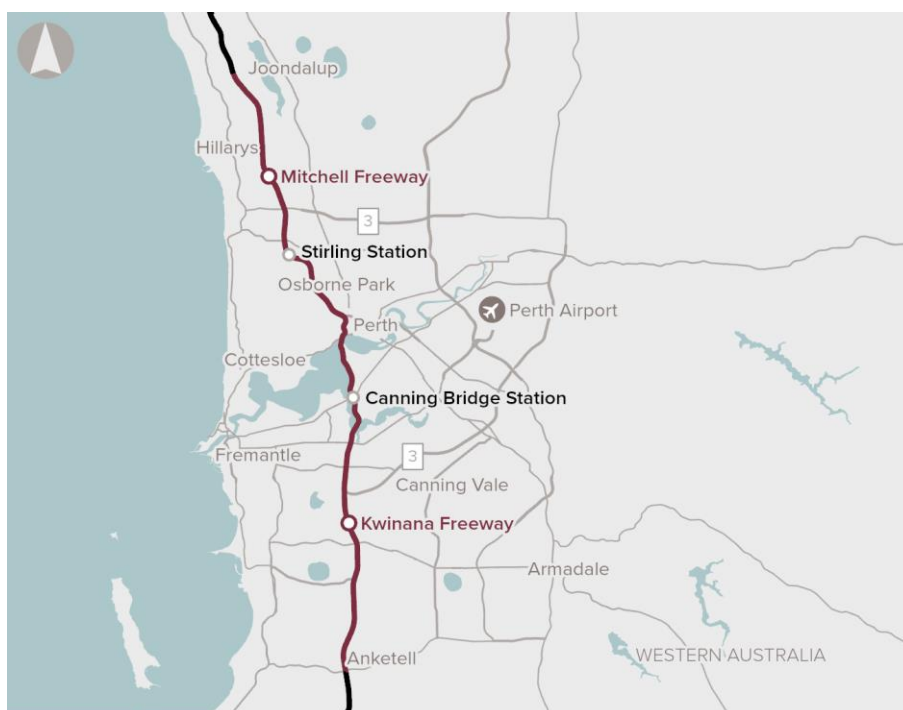 Joondalup
Hillarys
Mitchell Freeway
3
Stirling Station
Osborne Park
Perth Airport
Perth
Cottesloe
Canning Bridge Station
Fremantle
3
Canning Vale
Kwinana Freeway
Armadale
Anketell
WESTERN AUSTRALIA